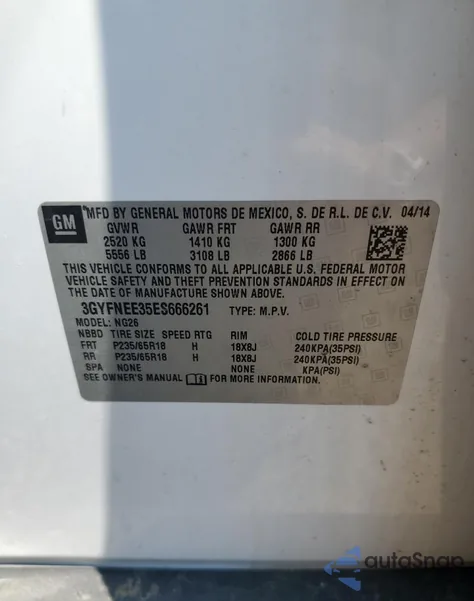 GM MFD BY GENERAL MOTORS DE MEXICO, S. DE R.L. DE C.V. 04/14
GVWR GAWR FRT GAWR RR
2520 KG 1410 KG 1300 KG
5556 LB 3108 LB 2866 LB
THIS VEHICLE CONFORMS TO ALL APPLICABLE U.S. FEDERAL MOTOR
VEHICLE SAFETY AND THEFT PREVENTION STANDARDS IN EFFECT ON
THE DATE OF MANUFACTURE SHOWN ABOVE.
3GYFNEE35ES666261 TYPE: M.P.V.
MODEL: NG26
NBBD TIRE SIZE SPEED RTG RIM COLD TIRE PRESSURE
FRT P235/65R18 H 18X8J 240KPA(35PSI)
RR P235/65R18 H 18X8J 240KPA(35PSI)
SPA NONE NONE KPA(PSI)
SEE OWNER'S MANUAL FOR MORE INFORMATION.
autoSnap